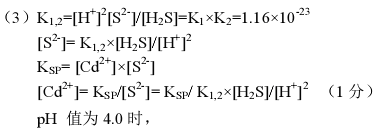 （3）K₁,₂=[H⁺]²[S²⁻]/[H₂S]=K₁×K₂=1.16×10⁻²³
[S²⁻]= K₁,₂×[H₂S]/[H⁺]²
Kₛₚ= [Cd²⁺]×[S²⁻]
[Cd²⁺]= Kₛₚ/[S²⁻]= Kₛₚ/ K₁,₂×[H₂S]/[H⁺]² （1 分）
pH 值为 4.0 时，